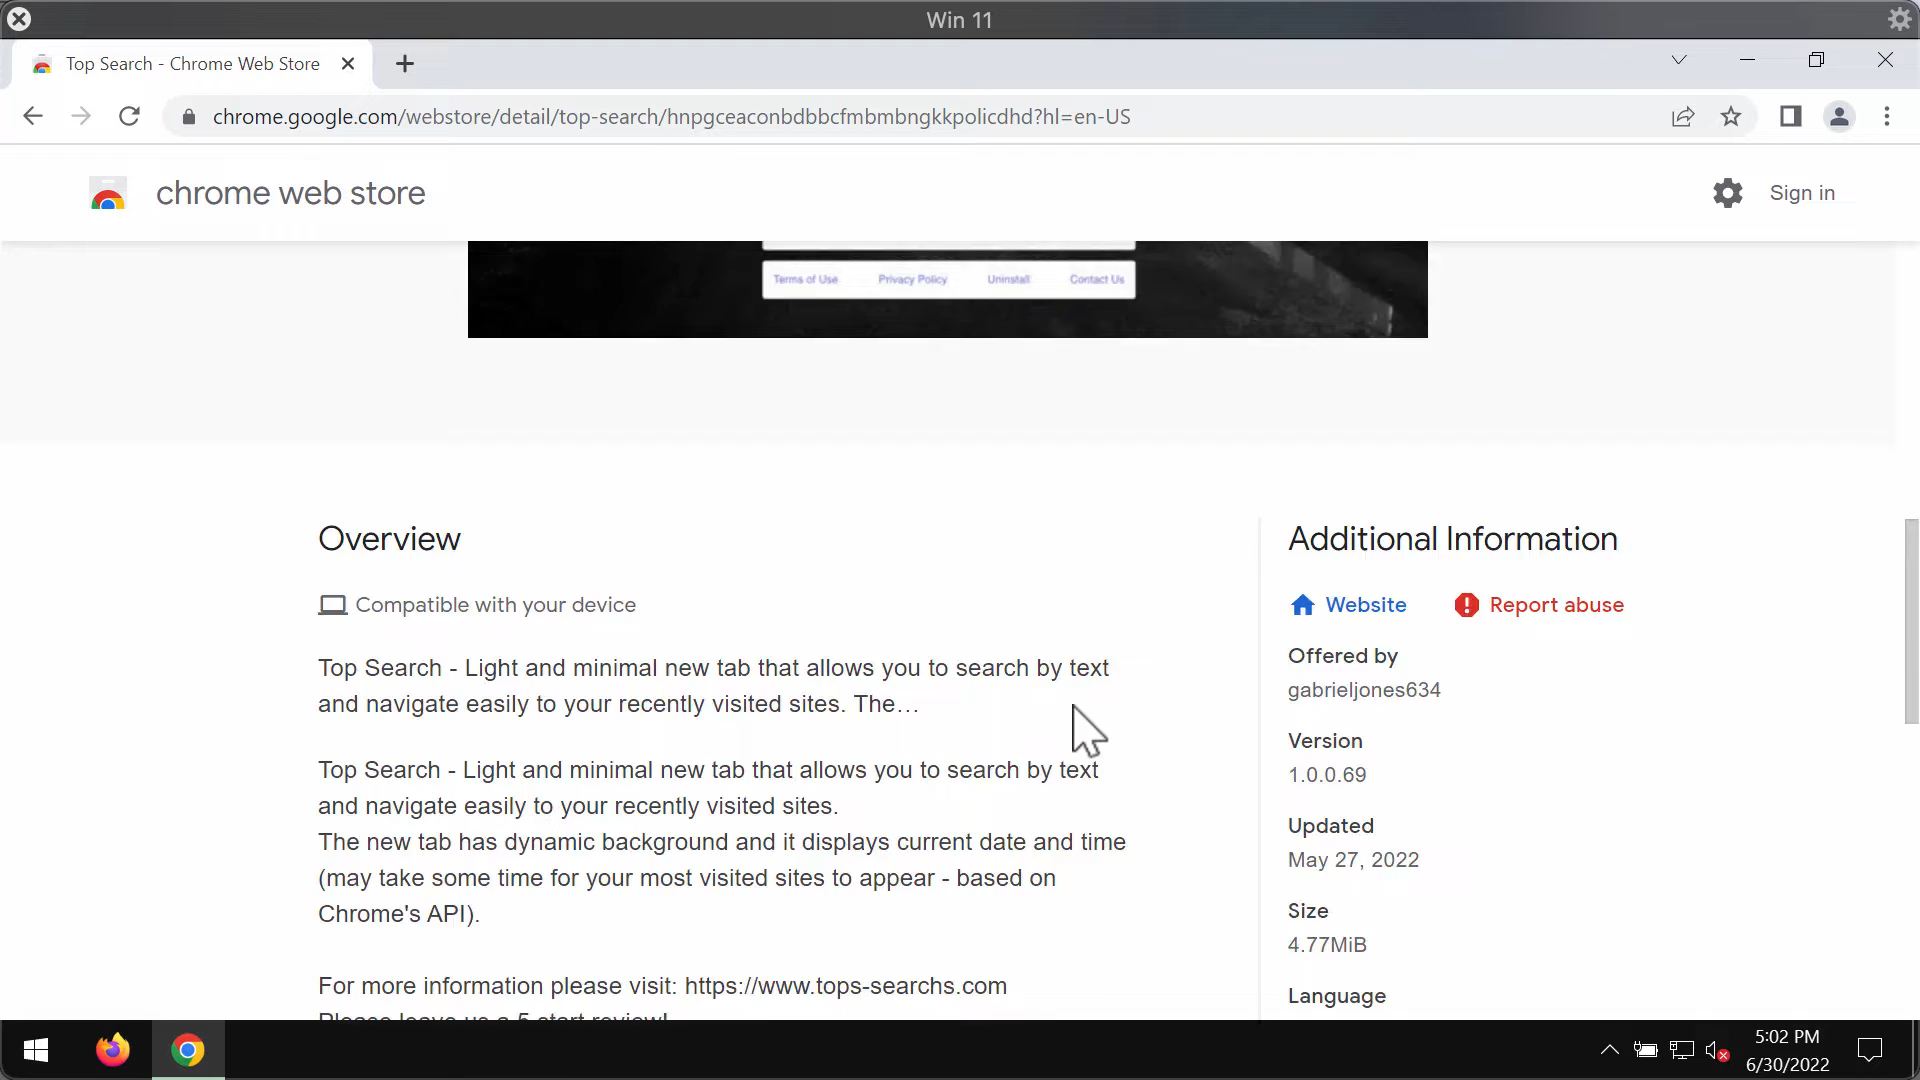 Win 11
Top Search - Chrome Web Store
chrome.google.com/webstore/detail/top-search/hnpgceaconbdbbcfmbmbngkkpolicdhd?hl=en-US
chrome web store
Sign in
Terms of Use Privacy Policy Uninstall Contact Us
Overview
Compatible with your device
Top Search - Light and minimal new tab that allows you to search by text
and navigate easily to your recently visited sites. The…
Top Search - Light and minimal new tab that allows you to search by text
and navigate easily to your recently visited sites.
The new tab has dynamic background and it displays current date and time
(may take some time for your most visited sites to appear - based on
Chrome's API).
For more information please visit: https://www.tops-searchs.com
Please leave us a 5 start review!
Additional Information
Website Report abuse
Offered by
gabrieljones634
Version
1.0.0.69
Updated
May 27, 2022
Size
4.77MiB
Language
5:02 PM
6/30/2022